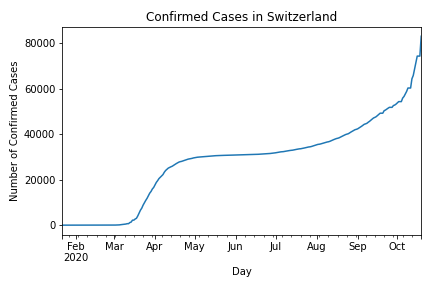 Confirmed Cases in Switzerland
Number of Confirmed Cases
80000
60000
40000
20000
0
Feb Mar Apr May Jun Jul Aug Sep Oct
2020
Day